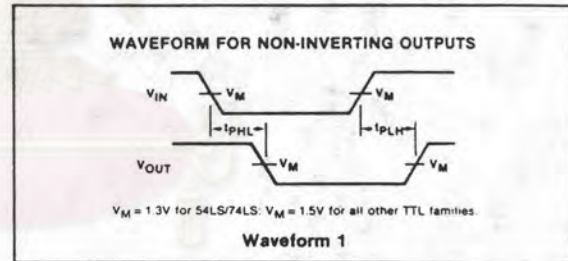 WAVEFORM FOR NON-INVERTING OUTPUTS
VIN
VM
VM
tPHL
tPLH
VOUT
VM
VM
VM = 1.3V for 54LS/74LS: VM = 1.5V for all other TTL families.
Waveform 1